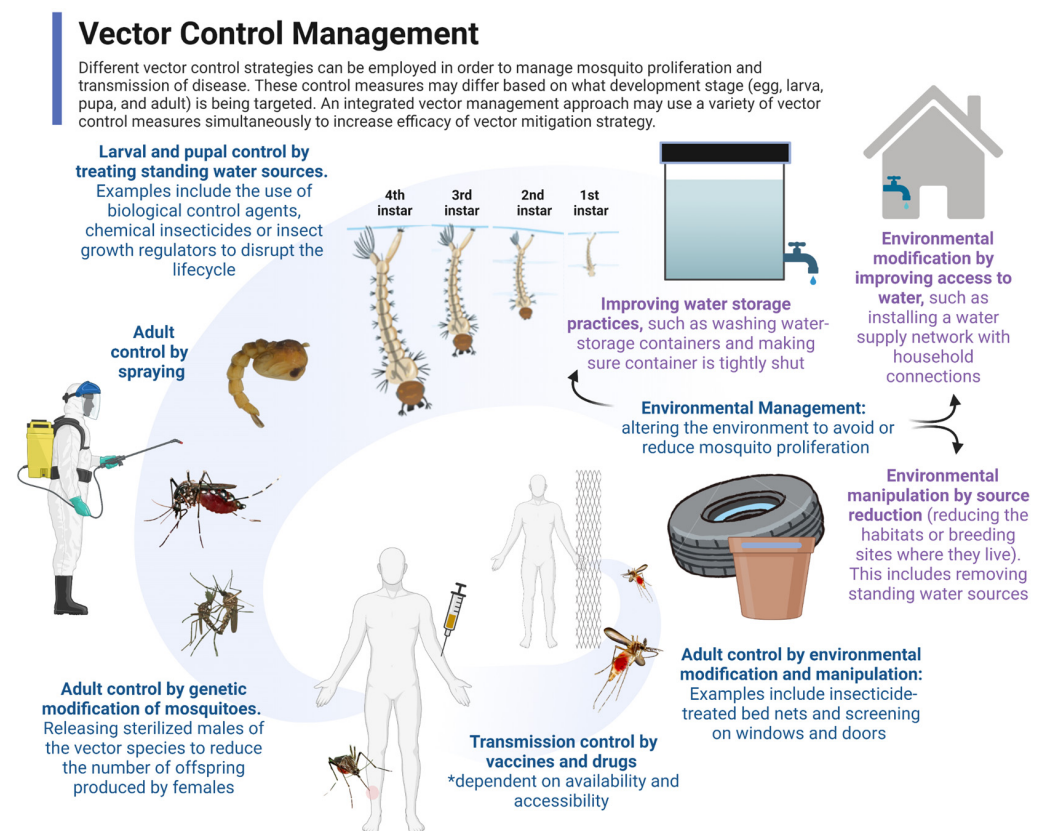 Vector Control Management
Different vector control strategies can be employed in order to manage mosquito proliferation and
transmission of disease. These control measures may differ based on what development stage (egg, larva,
pupa, and adult) is being targeted. An integrated vector management approach may use a variety of vector
control measures simultaneously to increase efficacy of vector mitigation strategy.
Larval and pupal control by
treating standing water sources.
Examples include the use of
biological control agents,
chemical insecticides or insect
growth regulators to disrupt the
lifecycle
4th
instar
3rd
instar
2nd
instar
1st
instar
Improving water storage
practices, such as washing water-
storage containers and making
sure container is tightly shut
Environmental
modification by
improving access to
water, such as
installing a water
supply network with
household
connections
Adult
control by
spraying
Environmental Management:
altering the environment to avoid or
reduce mosquito proliferation
Environmental
manipulation by source
reduction (reducing the
habitats or breeding
sites where they live).
This includes removing
standing water sources
Adult control by environmental
modification and manipulation:
Examples include insecticide-
treated bed nets and screening
on windows and doors
Adult control by genetic
modification of mosquitoes.
Releasing sterilized males of
the vector species to reduce
the number of offspring
produced by females
Transmission control by
vaccines and drugs
*dependent on availability and
accessibility